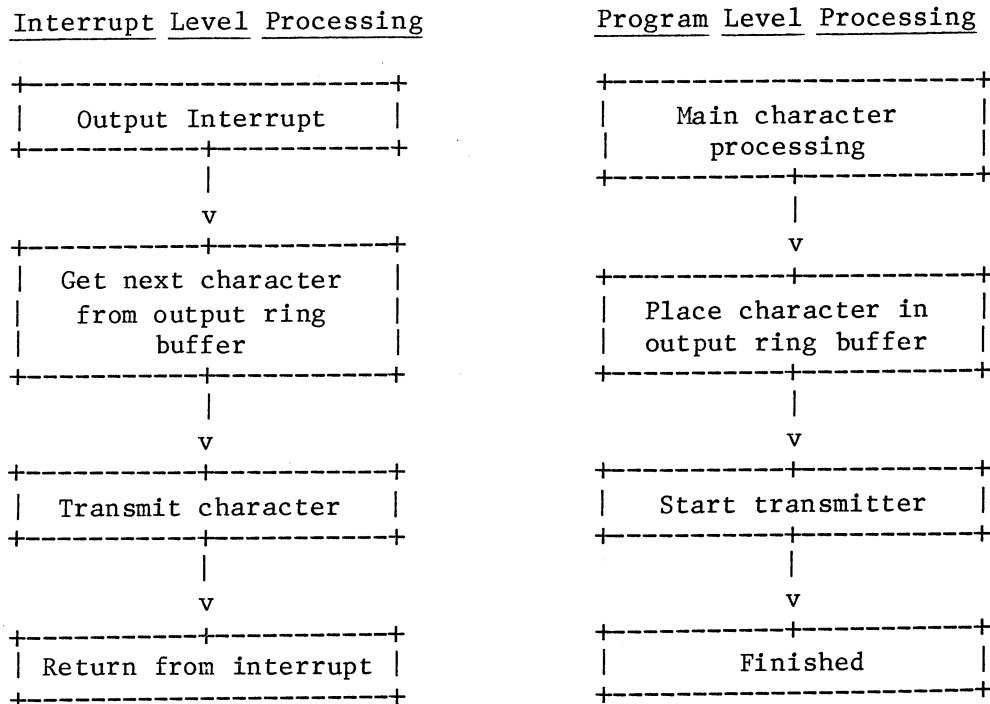 Interrupt Level Processing
Output Interrupt
Get next character
from output ring
buffer
Transmit character
Return from interrupt
Program Level Processing
Main character
processing
Place character in
output ring buffer
Start transmitter
Finished